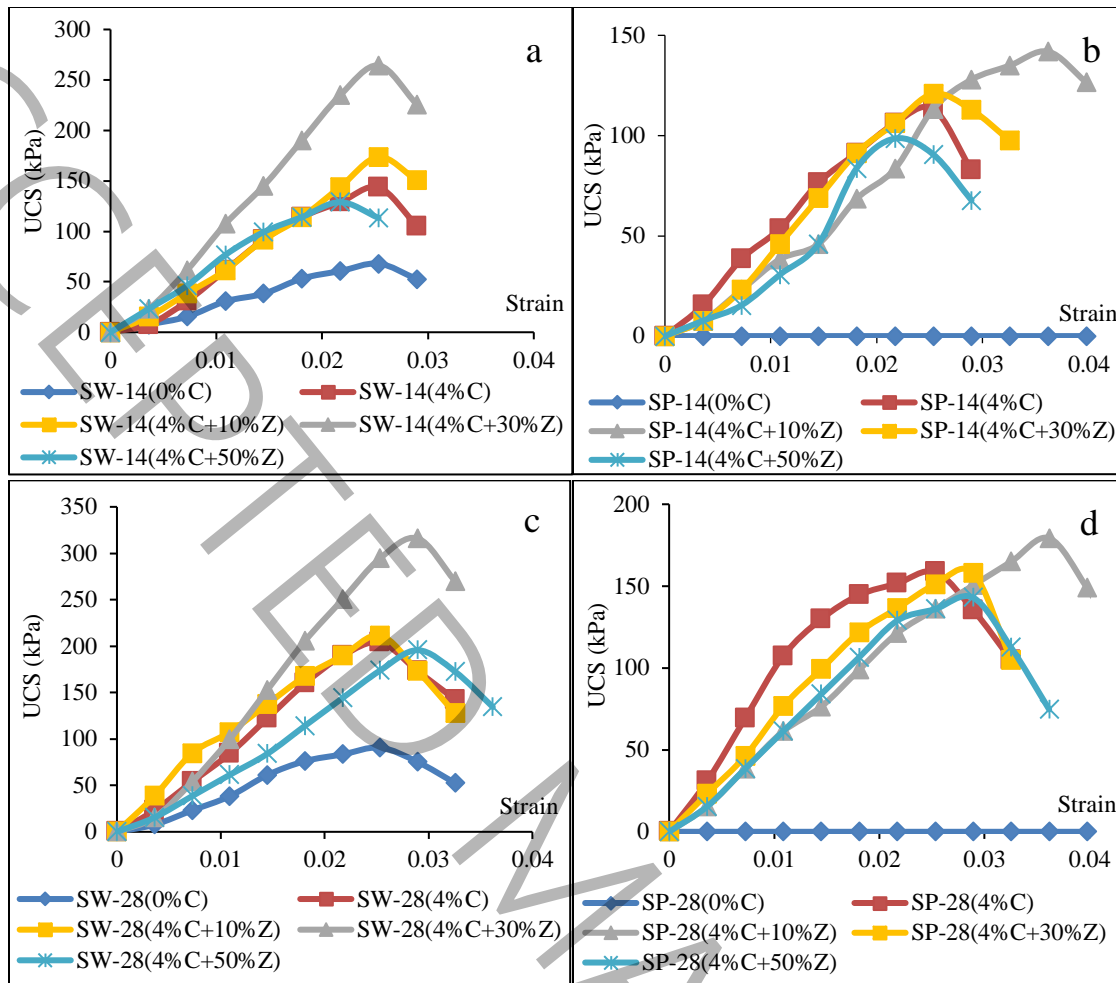 a
300
250
200
150
100
50
0
UCS (kPa)
0 0.01 0.02 0.03 0.04
Strain
SW-14(0%C) SW-14(4%C)
SW-14(4%C+10%Z) SW-14(4%C+30%Z)
SW-14(4%C+50%Z)
b
150
100
50
0
UCS (kPa)
0 0.01 0.02 0.03 0.04
Strain
SP-14(0%C) SP-14(4%C)
SP-14(4%C+10%Z) SP-14(4%C+30%Z)
SP-14(4%C+50%Z)
c
350
300
250
200
150
100
50
0
UCS (kPa)
0 0.01 0.02 0.03 0.04
Strain
SW-28(0%C) SW-28(4%C)
SW-28(4%C+10%Z) SW-28(4%C+30%Z)
SW-28(4%C+50%Z)
d
200
150
100
50
0
UCS (kPa)
0 0.01 0.02 0.03 0.04
Strain
SP-28(0%C) SP-28(4%C)
SP-28(4%C+10%Z) SP-28(4%C+30%Z)
SP-28(4%C+50%Z)
CEPTED M